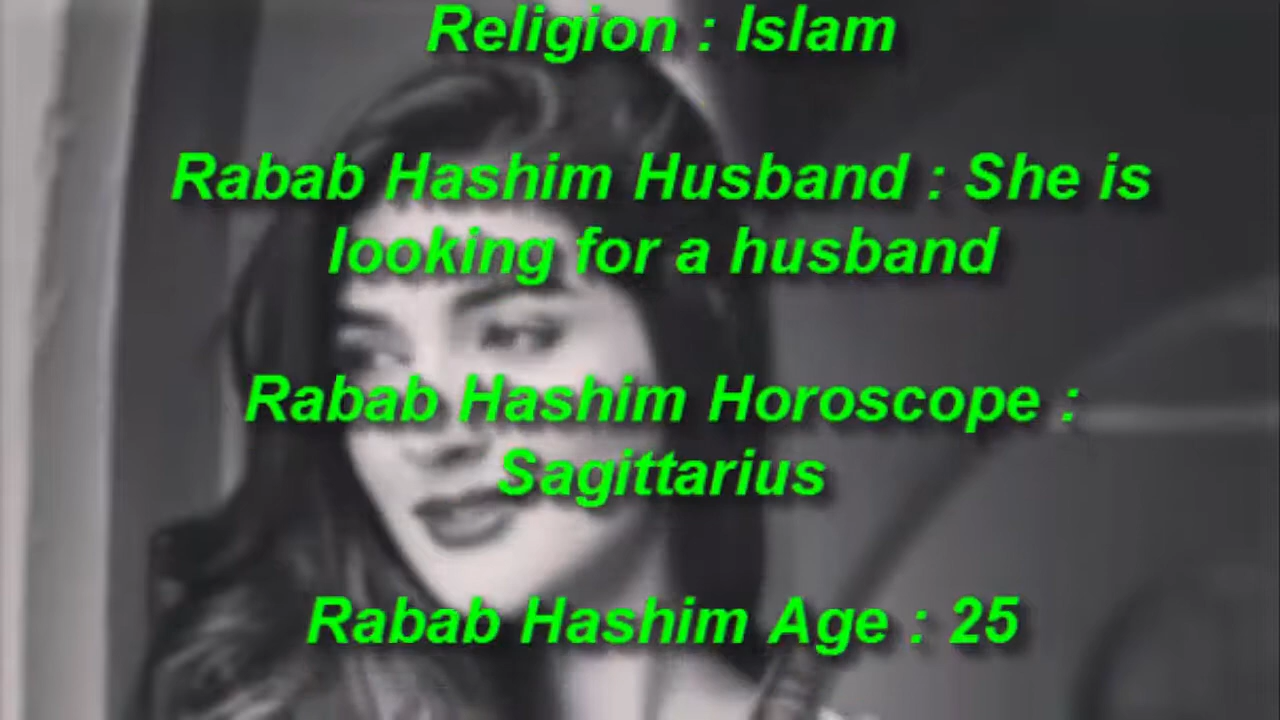 Religion : Islam
Rabab Hashim Husband : She is
looking for a husband
Rabab Hashim Horoscope :
Sagittarius
Rabab Hashim Age : 25